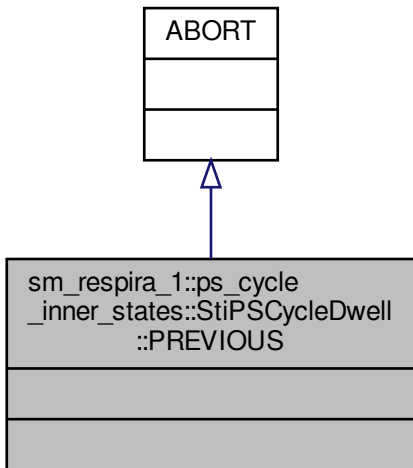 ABORT
sm_respira_1::ps_cycle
_inner_states::StiPSCycleDwell
::PREVIOUS